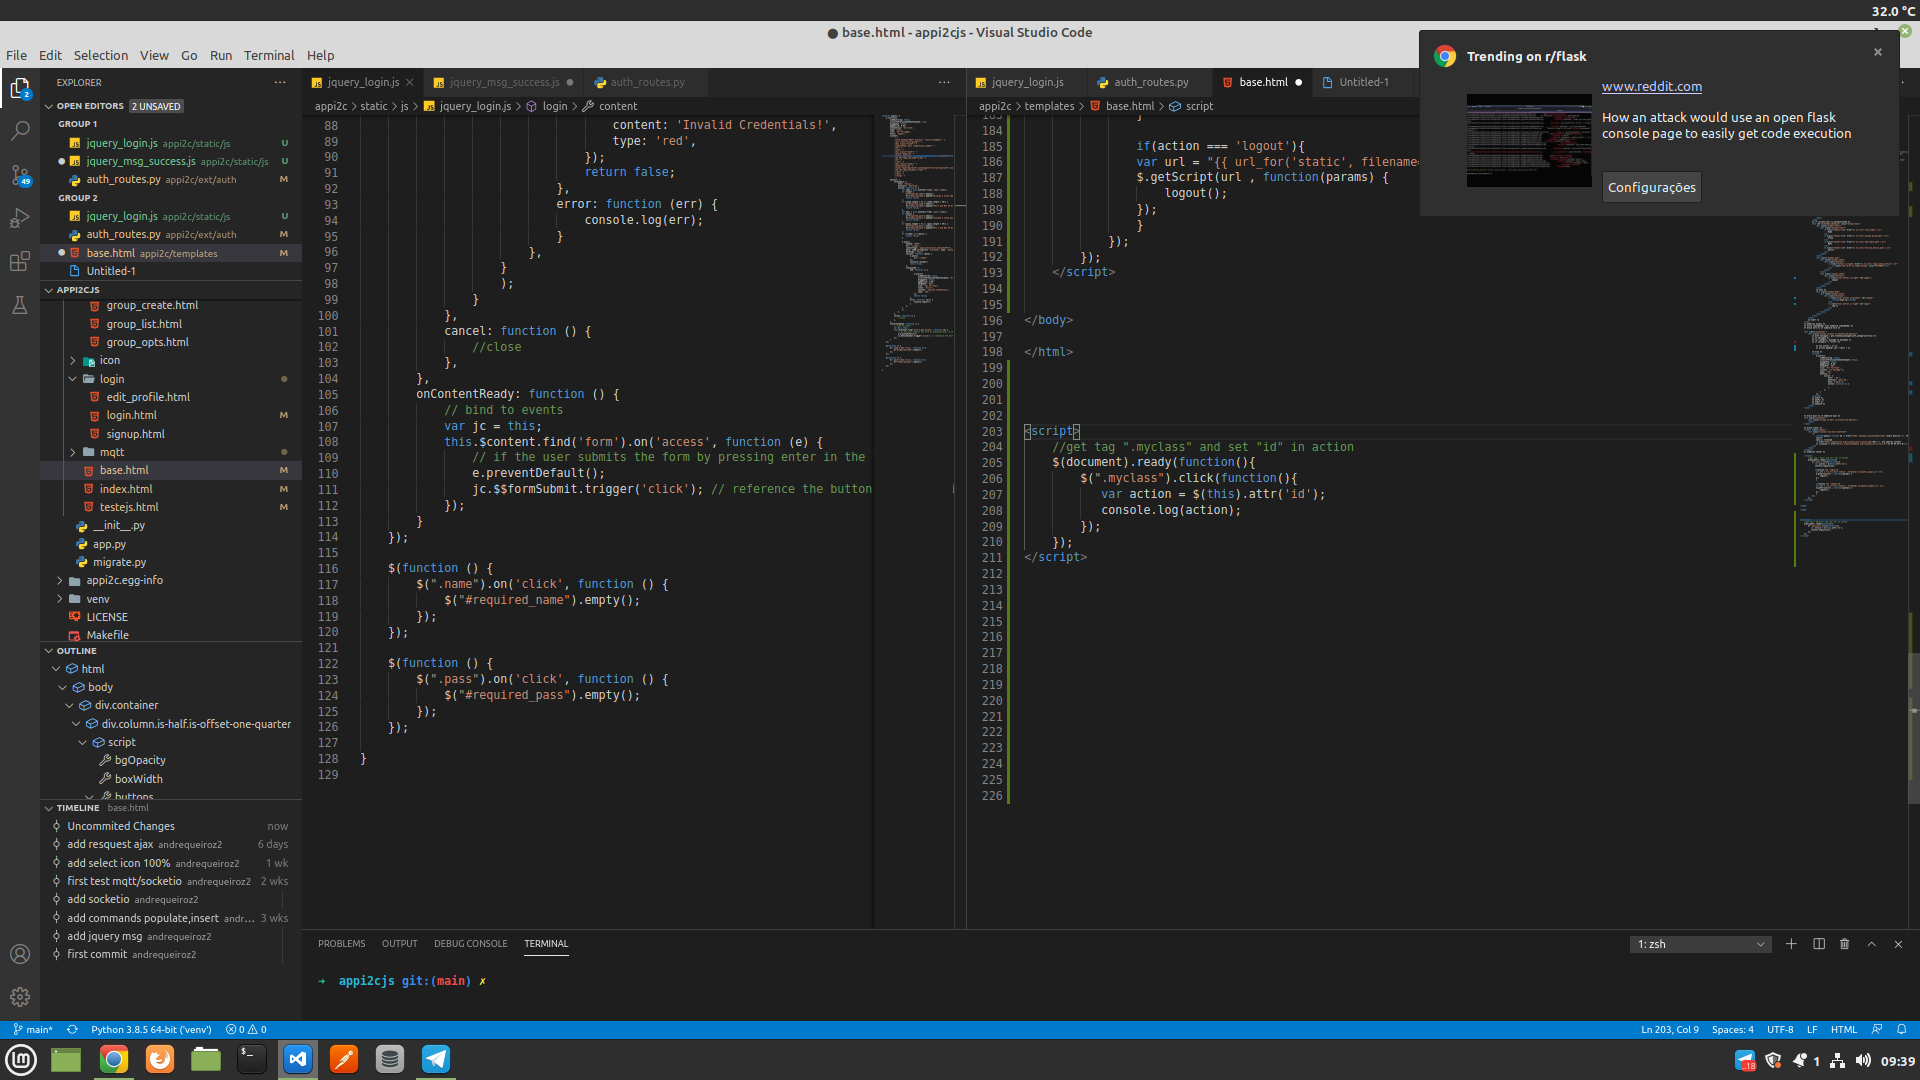 32.0 °C
● base.html - appi2cjs - Visual Studio Code
File Edit Selection View Go Run Terminal Help
Trending on r/flask
www.reddit.com
How an attack would use an open flask
console page to easily get code execution
Configurações
EXPLORER
OPEN EDITORS 2 UNSAVED
GROUP 1
jquery_login.js appi2c/static/js U
jquery_msg_success.js appi2c/static/js U
auth_routes.py appi2c/ext/auth M
GROUP 2
jquery_login.js appi2c/static/js U
auth_routes.py appi2c/ext/auth M
base.html appi2c/templates M
Untitled-1
APPI2CJS
group_create.html
group_list.html
group_opts.html
icon
login
edit_profile.html
login.html M
signup.html
mqtt
base.html M
index.html M
testejs.html M
__init__.py
app.py
migrate.py
appi2c.egg-info
venv
LICENSE
Makefile
OUTLINE
html
body
div.container
div.column.is-half.is-offset-one-quarter
script
bgOpacity
boxWidth
buttons
TIMELINE base.html
Uncommited Changes now
add resquest ajax andrequeiroz2 6 days
add select icon 100% andrequeiroz2 1 wk
first test mqtt/socketio andrequeiroz2 2 wks
add socketio andrequeiroz2
add commands populate,insert andr... 3 wks
add jquery msg andrequeiroz2
first commit andrequeiroz2
2
49
jquery_login.js jquery_msg_success.js auth_routes.py
appi2c > static > js > jquery_login.js > login > content
88 content: 'Invalid Credentials!',
89 type: 'red',
90 });
91 return false;
92 },
93 error: function (err) {
94 console.log(err);
95 }
96 },
97 }
98 );
99 }
100 },
101 cancel: function () {
102 //close
103 },
104 },
105 onContentReady: function () {
106 // bind to events
107 var jc = this;
108 this.$content.find('form').on('access', function (e) {
109 // if the user submits the form by pressing enter in the
110 e.preventDefault();
111 jc.$$formSubmit.trigger('click'); // reference the button
112 });
113 }
114 });
115
116 $(function () {
117 $(".name").on('click', function () {
118 $("#required_name").empty();
119 });
120 });
121
122 $(function () {
123 $(".pass").on('click', function () {
124 $("#required_pass").empty();
125 });
126 });
127
128 }
129
jquery_login.js auth_routes.py base.html Untitled-1
appi2c > templates > base.html > script
183 }
184
185 if(action === 'logout'){
186 var url = "{{ url_for('static', filename=
187 $.getScript(url , function(params) {
188 logout();
189 });
190 }
191 });
192 });
193 </script>
194
195
196 </body>
197
198 </html>
199
200
201
202
203 <script>
204 //get tag ".myclass" and set "id" in action
205 $(document).ready(function(){
206 $(".myclass").click(function(){
207 var action = $(this).attr('id');
208 console.log(action);
209 });
210 });
211 </script>
212
213
214
215
216
217
218
219
220
221
222
223
224
225
226
PROBLEMS OUTPUT DEBUG CONSOLE TERMINAL
1: zsh
→ appi2cjs git:(main) ✗
main* Python 3.8.5 64-bit ('venv') 0 0
Ln 203, Col 9 Spaces: 4 UTF-8 LF HTML
18
1
09:39